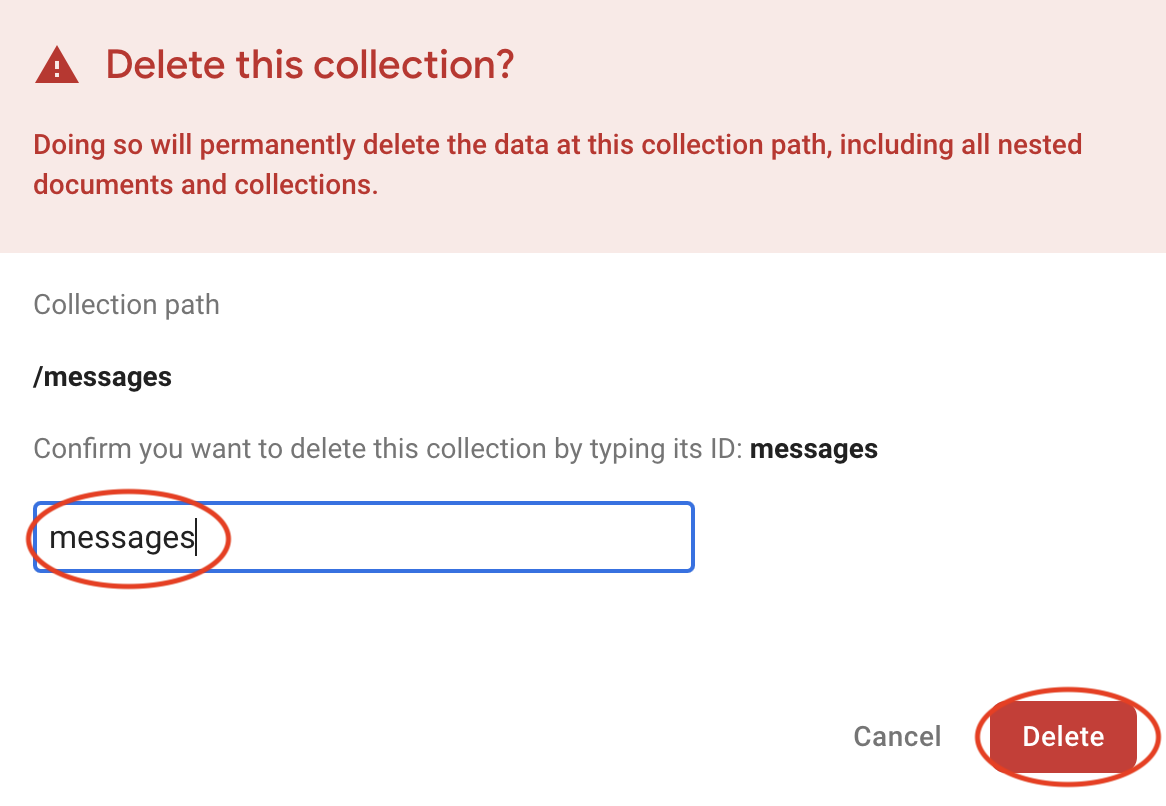 Delete this collection?
Doing so will permanently delete the data at this collection path, including all nested
documents and collections.
Collection path
/messages
Confirm you want to delete this collection by typing its ID: messages
messages
Cancel
Delete